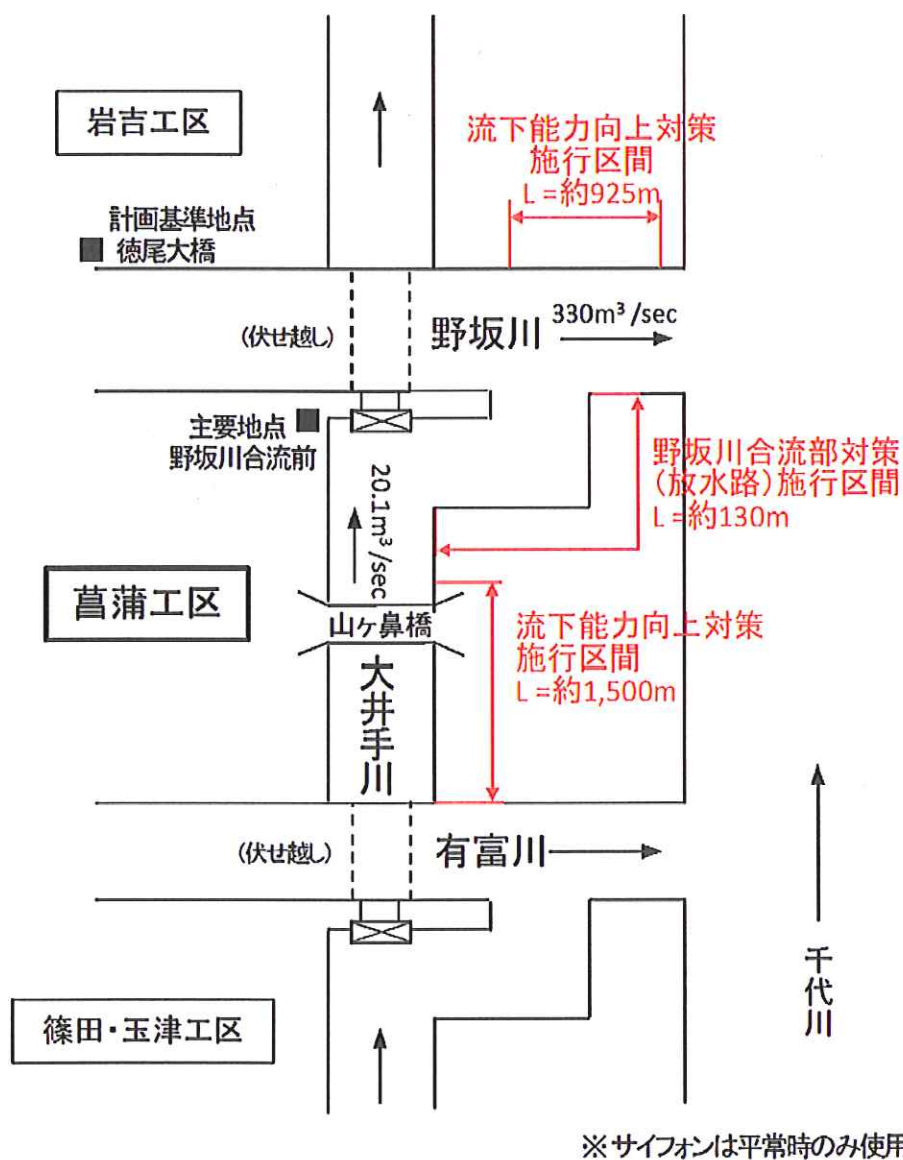 岩吉工区
流下能力向上対策
施行区間
L=約925m
計画基準地点
徳尾大橋
(伏せ越し)
野坂川
330m³/sec
主要地点
野坂川合流前
20.1m³/sec
野坂川合流部対策
(放水路)施行区間
L=約130m
菖蒲工区
山ヶ鼻橋
流下能力向上対策
施行区間
L=約1,500m
大井手川
(伏せ越し)
有富川
千代川
篠田・玉津工区
※サイフォンは平常時のみ使用